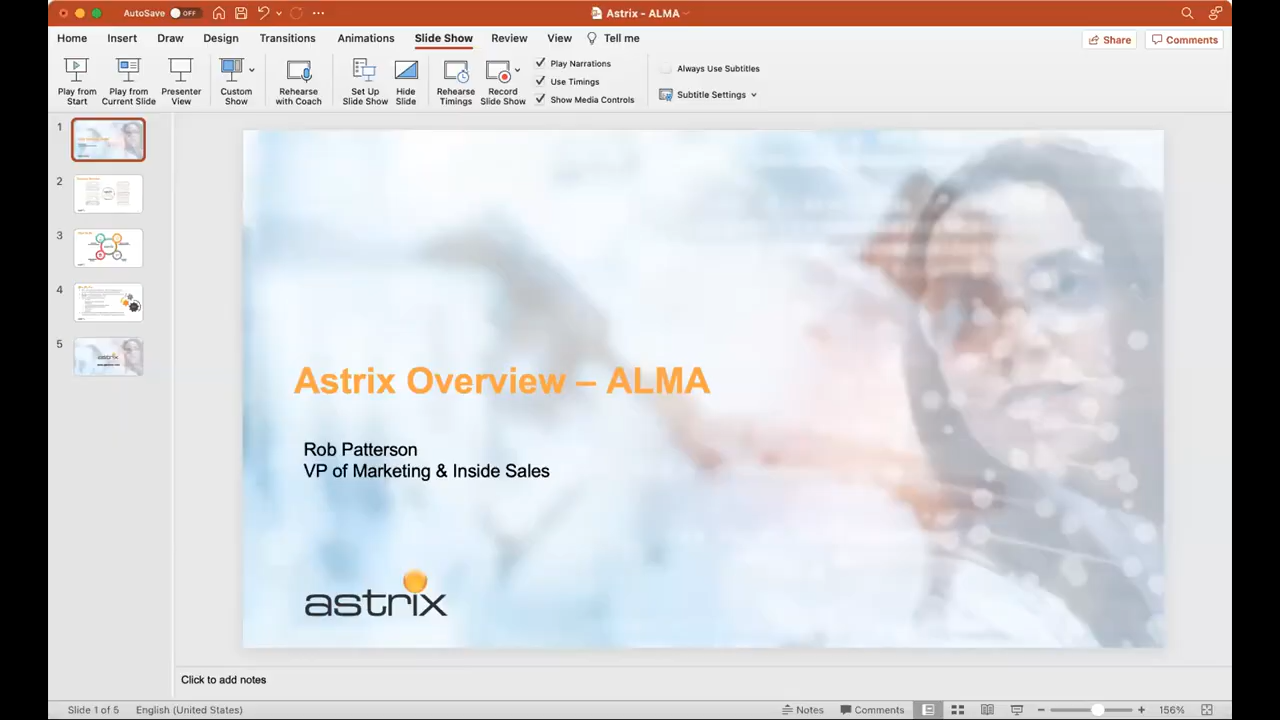 AutoSave OFF
Astrix - ALMA
Home Insert Draw Design Transitions Animations Slide Show Review View Tell me
Share Comments
Play from Start
Play from Current Slide
Presenter View
Custom Show
Rehearse with Coach
Set Up Slide Show
Hide Slide
Rehearse Timings
Record Slide Show
Play Narrations
Use Timings
Show Media Controls
Always Use Subtitles
Subtitle Settings
1
2
3
4
5
Astrix Overview – ALMA
Rob Patterson
VP of Marketing & Inside Sales
astrix
Click to add notes
Slide 1 of 5 English (United States) Notes Comments 156%